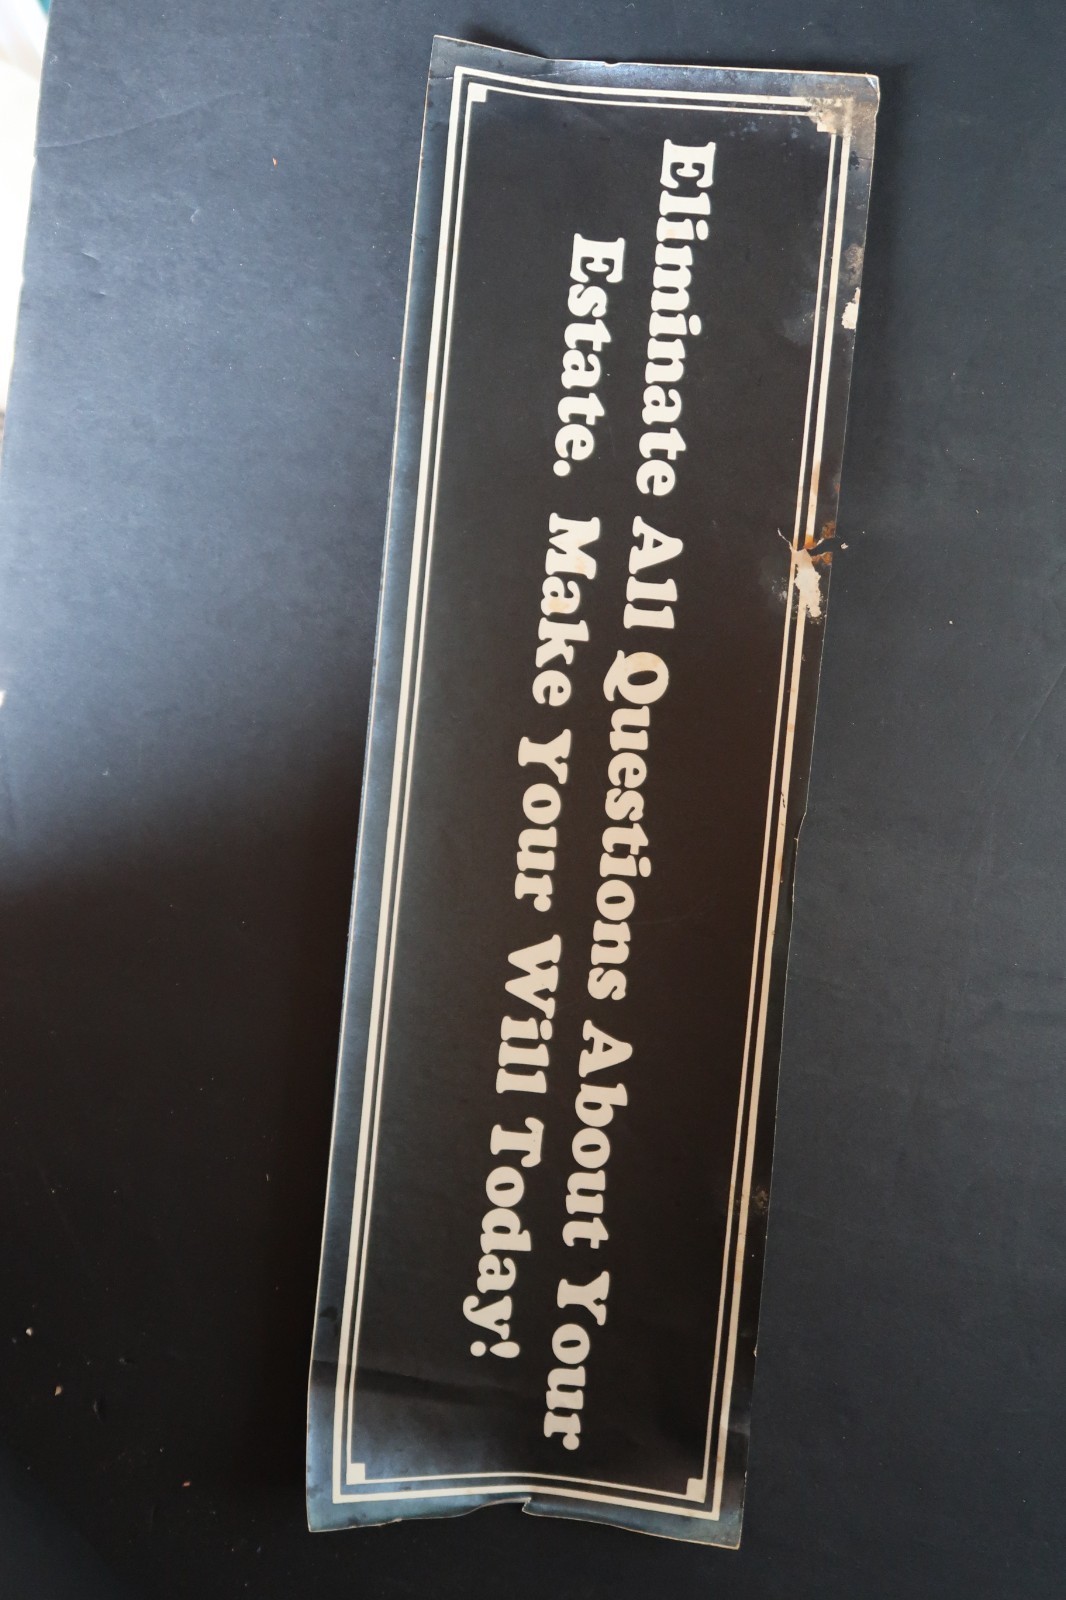 Eliminate All Questions About Your
Estate. Make Your Will Today!